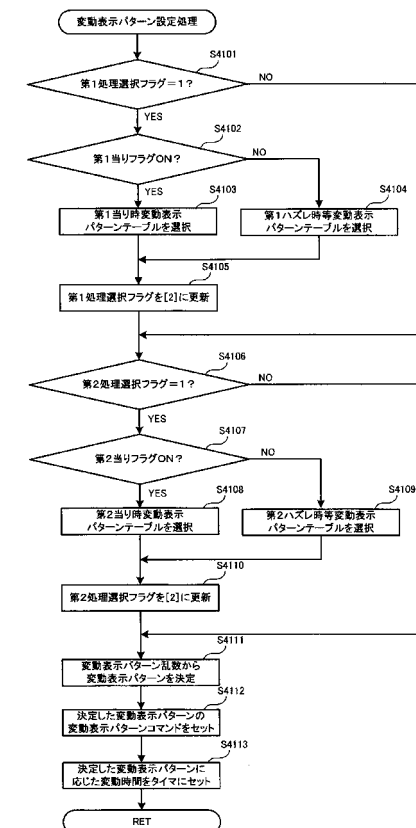 変動表示パターン設定処理
S4101
第1処理選択フラグ=1?
NO
YES
S4102
第1当りフラグON?
NO
YES
S4103
第1当り時変動表示
パターンテーブルを選択
S4104
第1ハズレ時等変動表示
パターンテーブルを選択
S4105
第1処理選択フラグを[2]に更新
S4106
第2処理選択フラグ=1?
NO
YES
S4107
第2当りフラグON?
NO
YES
S4108
第2当り時変動表示
パターンテーブルを選択
S4109
第2ハズレ時等変動表示
パターンテーブルを選択
S4110
第2処理選択フラグを[2]に更新
S4111
変動表示パターン乱数から
変動表示パターンを決定
S4112
決定した変動表示パターンの
変動表示パターンコマンドをセット
S4113
決定した変動表示パターンに
応じた変動時間をタイマにセット
RET